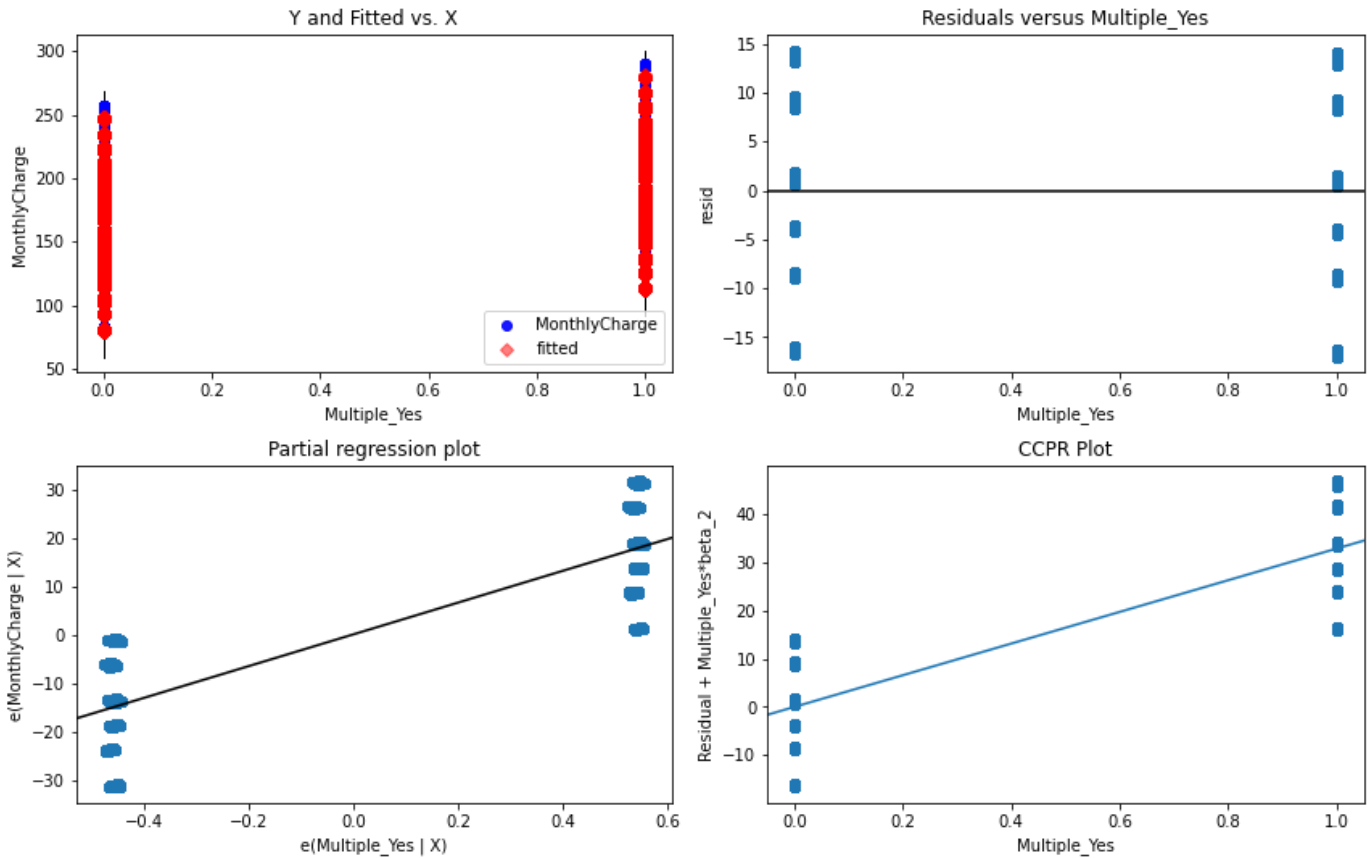 Y and Fitted vs. X
300
250
200
150
100
50
MonthlyCharge
0.0 0.2 0.4 0.6 0.8 1.0
Multiple_Yes
MonthlyCharge
fitted
Residuals versus Multiple_Yes
15
10
5
0
−5
−10
−15
resid
0.0 0.2 0.4 0.6 0.8 1.0
Multiple_Yes
Partial regression plot
30
20
10
0
−10
−20
−30
e(MonthlyCharge | X)
−0.4 −0.2 0.0 0.2 0.4 0.6
e(Multiple_Yes | X)
CCPR Plot
40
30
20
10
0
−10
Residual + Multiple_Yes*beta_2
0.0 0.2 0.4 0.6 0.8 1.0
Multiple_Yes